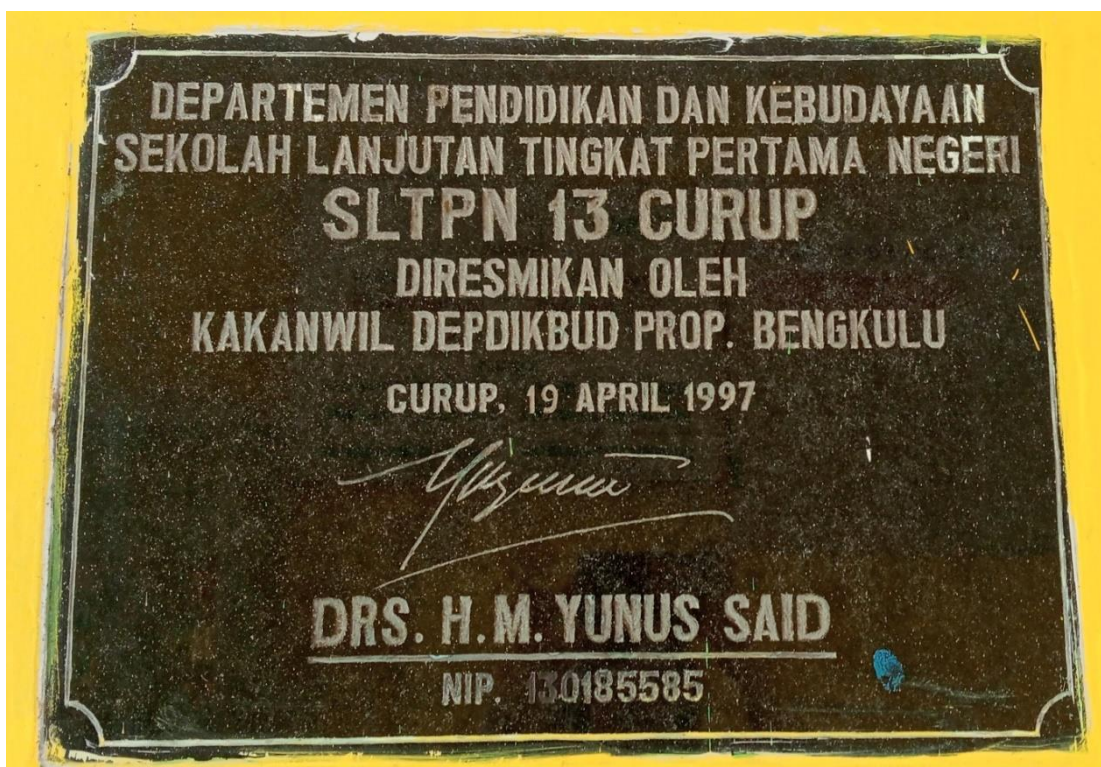 DEPARTEMEN PENDIDIKAN DAN KEBUDAYAAN
SEKOLAH LANJUTAN TINGKAT PERTAMA NEGERI
SLTPN 13 CURUP
DIRESMIKAN OLEH
KAKANWIL DEPDIKBUD PROP. BENGKULU
CURUP, 19 APRIL 1997
DRS. H.M. YUNUS SAID
NIP. 130185585